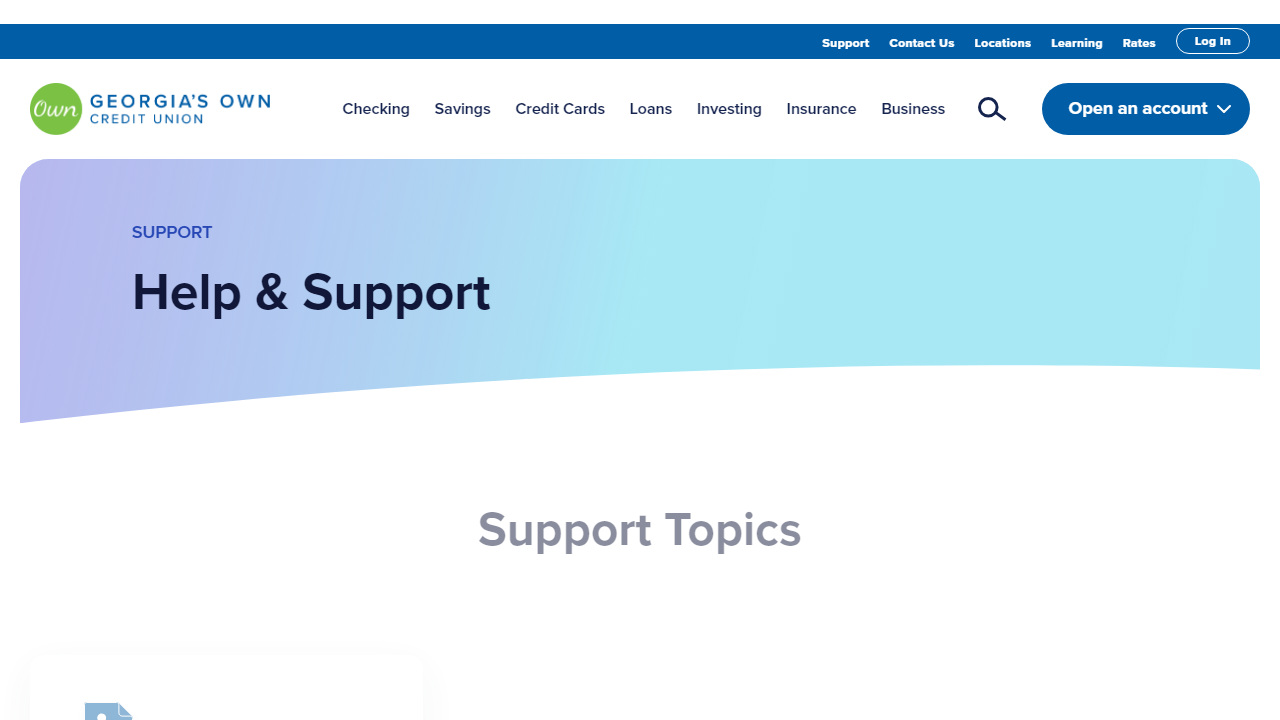 Support Contact Us Locations Learning Rates Log In
Own GEORGIA'S OWN
CREDIT UNION
Checking Savings Credit Cards Loans Investing Insurance Business Open an account
SUPPORT
Help & Support
Support Topics